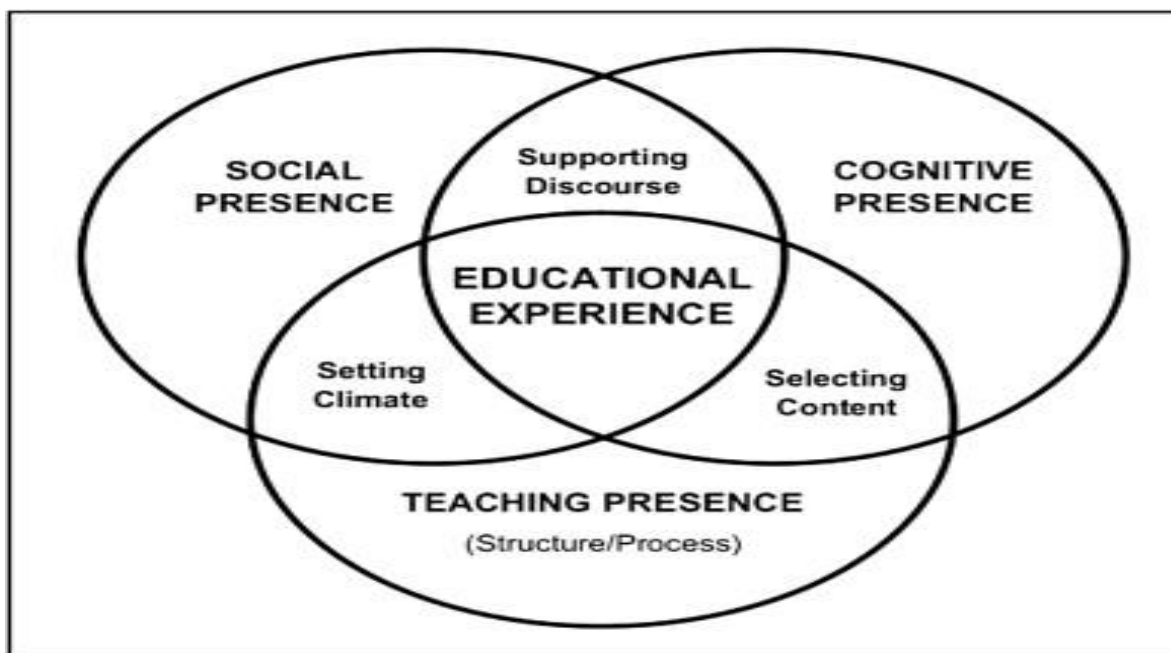 SOCIAL
PRESENCE
Supporting
Discourse
COGNITIVE
PRESENCE
EDUCATIONAL
EXPERIENCE
Setting
Climate
Selecting
Content
TEACHING PRESENCE
(Structure/Process)